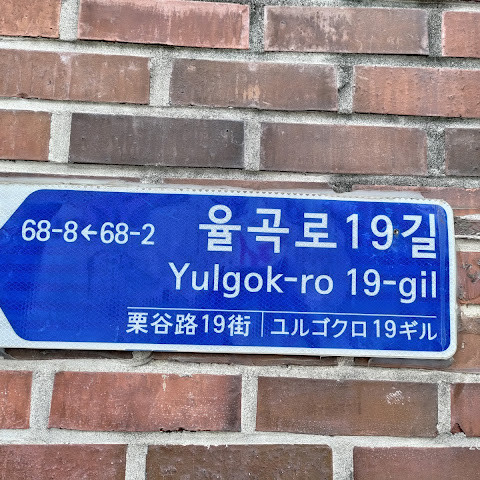 68-8←68-2 율곡로19길
Yulgok-ro 19-gil
栗谷路19街 | ユルゴクロ19ギル